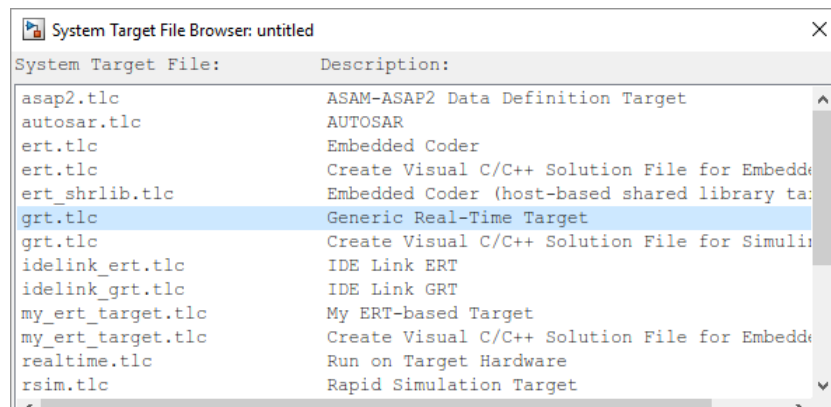 System Target File Browser: untitled
System Target File: Description:
asap2.tlc ASAM-ASAP2 Data Definition Target
autosar.tlc AUTOSAR
ert.tlc Embedded Coder
ert.tlc Create Visual C/C++ Solution File for Embedde
ert_shrlib.tlc Embedded Coder (host-based shared library ta
grt.tlc Generic Real-Time Target
grt.tlc Create Visual C/C++ Solution File for Simulin
idelink_ert.tlc IDE Link ERT
idelink_grt.tlc IDE Link GRT
my_ert_target.tlc My ERT-based Target
my_ert_target.tlc Create Visual C/C++ Solution File for Embedde
realtime.tlc Run on Target Hardware
rsim.tlc Rapid Simulation Target